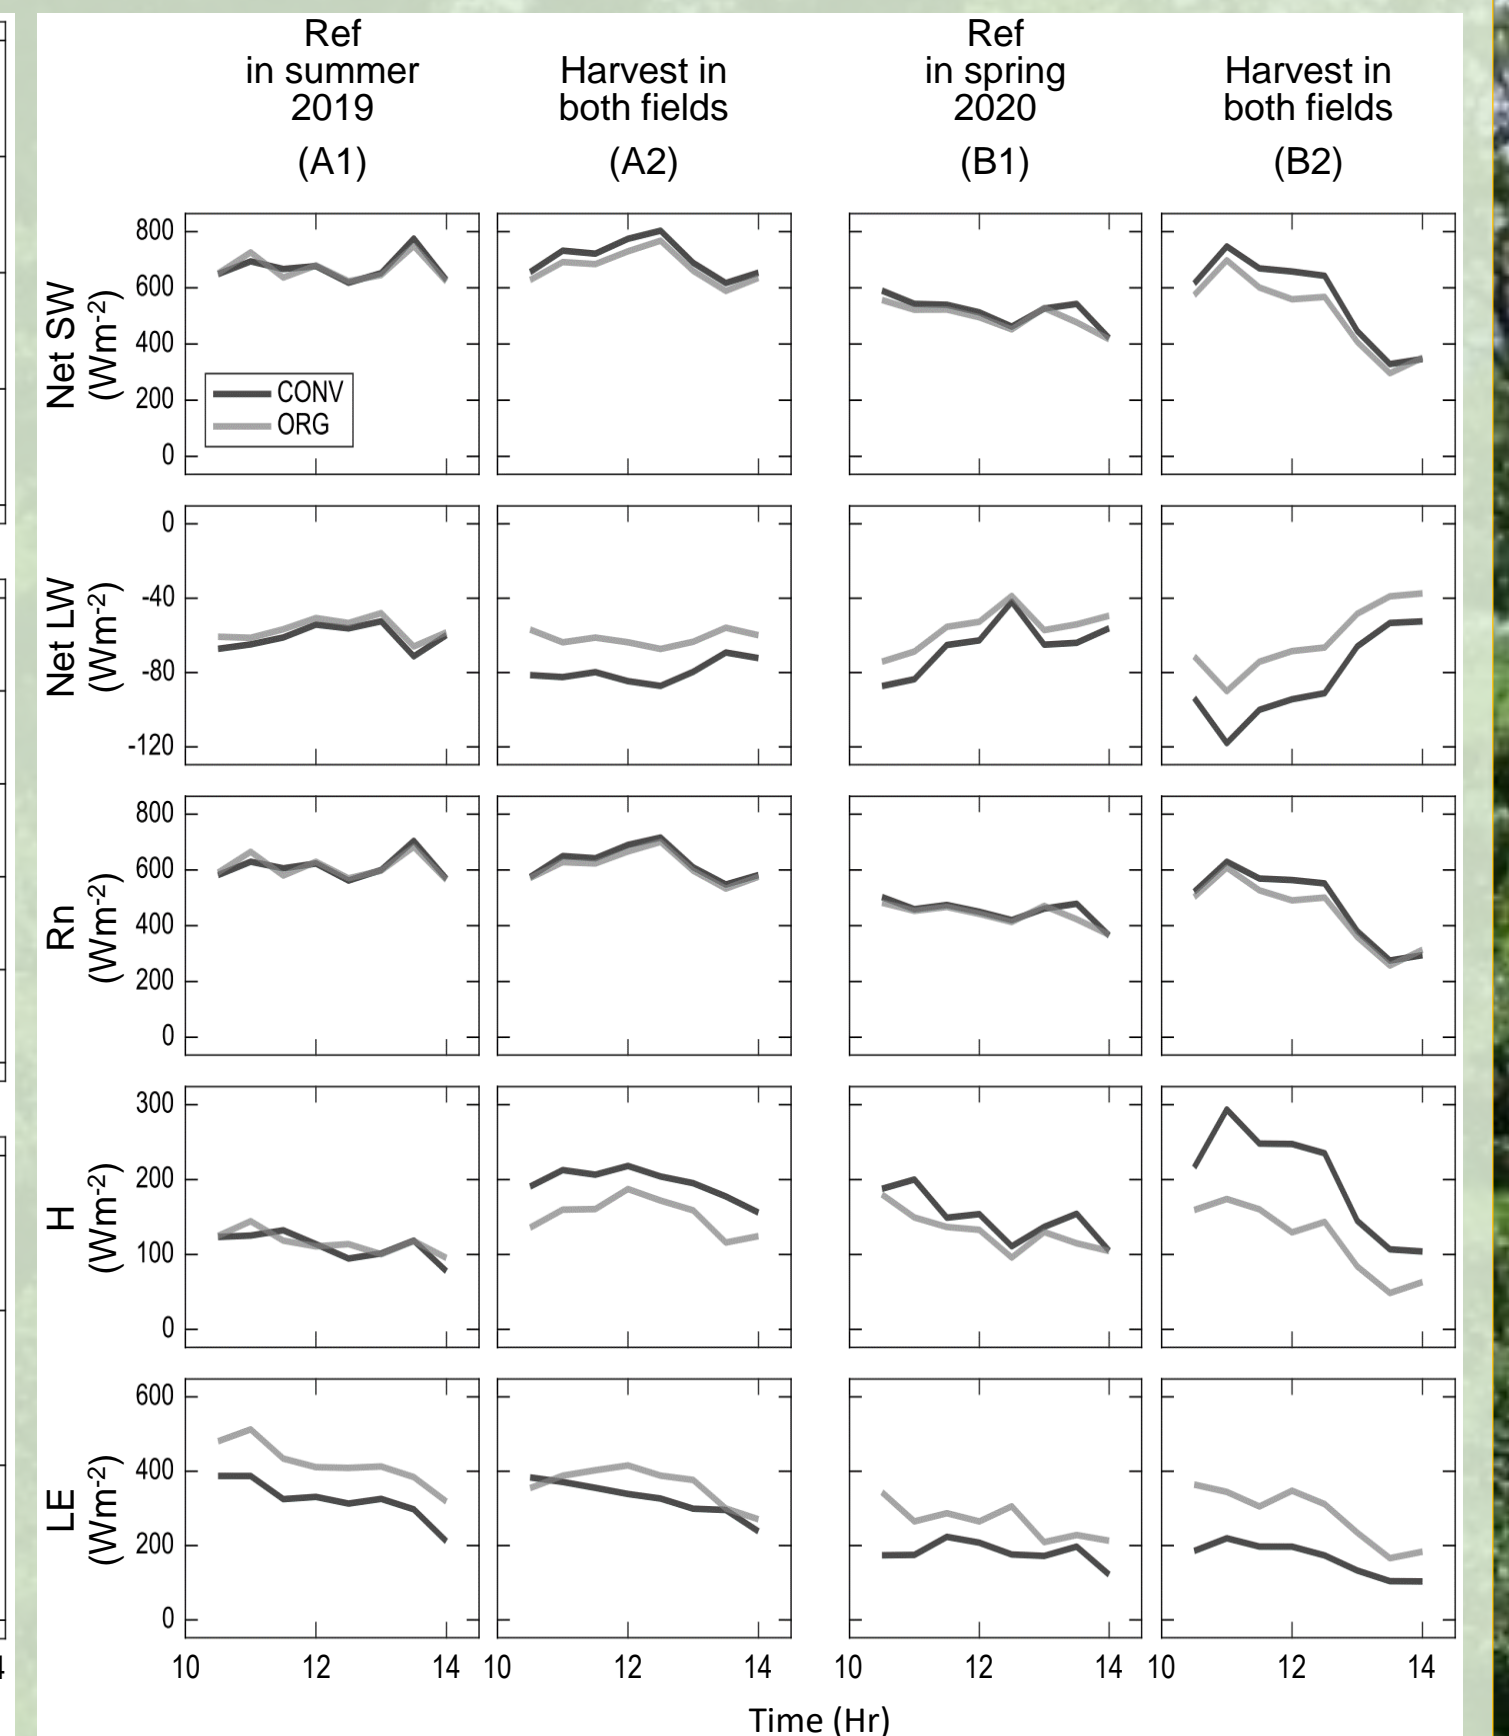 Ref
in summer
2019
(A1)
Harvest in
both fields
(A2)
Ref
in spring
2020
(B1)
Harvest in
both fields
(B2)
Net SW
(Wm-2)
800
600
400
200
0
CONV
ORG
Net LW
(Wm-2)
0
-40
-80
-120
Rn
(Wm-2)
800
600
400
200
0
H
(Wm-2)
300
200
100
0
LE
(Wm-2)
600
400
200
0
10 12 14 10 12 14 10 12 14 10 12 14
Time (Hr)